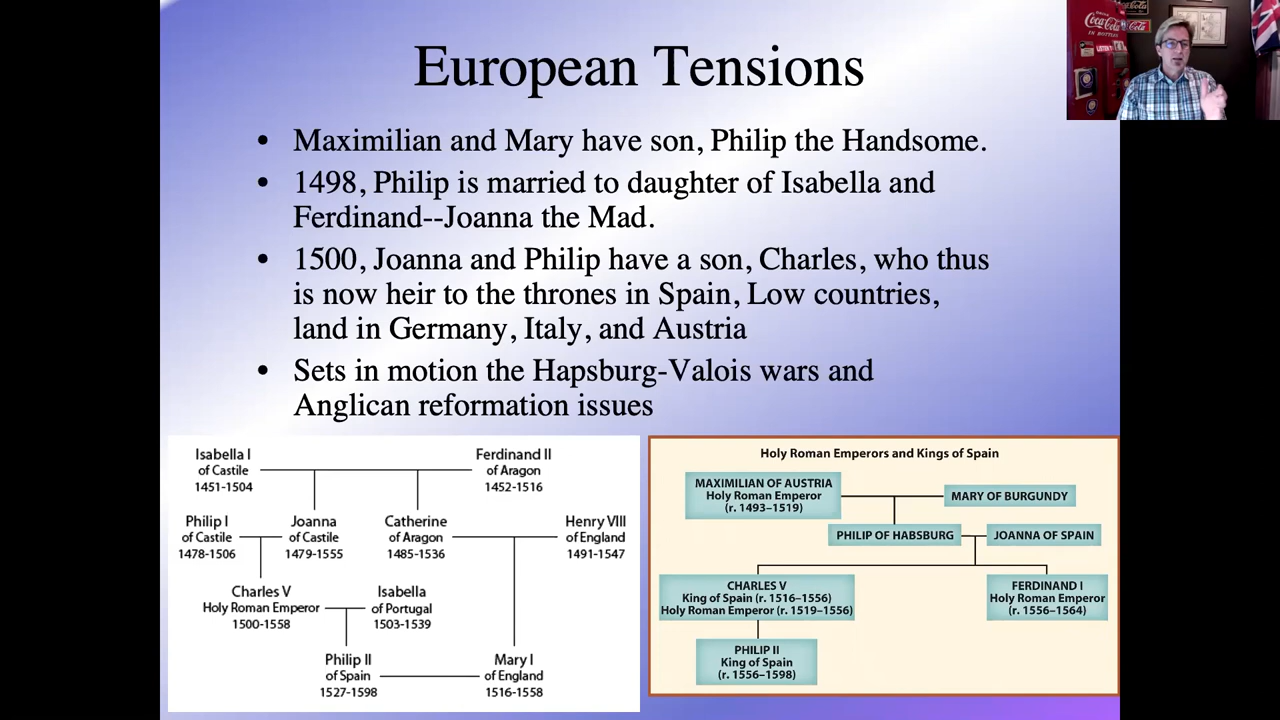 European Tensions
• Maximilian and Mary have son, Philip the Handsome.
• 1498, Philip is married to daughter of Isabella and
Ferdinand--Joanna the Mad.
• 1500, Joanna and Philip have a son, Charles, who thus
is now heir to the thrones in Spain, Low countries,
land in Germany, Italy, and Austria
• Sets in motion the Hapsburg-Valois wars and
Anglican reformation issues
Isabella I
of Castile
1451-1504
Ferdinand II
of Aragon
1452-1516
Philip I
of Castile
1478-1506
Joanna
of Castile
1479-1555
Catherine
of Aragon
1485-1536
Henry VIII
of England
1491-1547
Charles V
Holy Roman Emperor
1500-1558
Isabella
of Portugal
1503-1539
Philip II
of Spain
1527-1598
Mary I
of England
1516-1558
Holy Roman Emperors and Kings of Spain
MAXIMILIAN OF AUSTRIA
Holy Roman Emperor
(r. 1493–1519)
MARY OF BURGUNDY
PHILIP OF HABSBURG
JOANNA OF SPAIN
CHARLES V
King of Spain (r. 1516–1556)
Holy Roman Emperor (r. 1519–1556)
FERDINAND I
Holy Roman Emperor
(r. 1556–1564)
PHILIP II
King of Spain
(r. 1556–1598)
Coca-Cola
IN BOTTLES